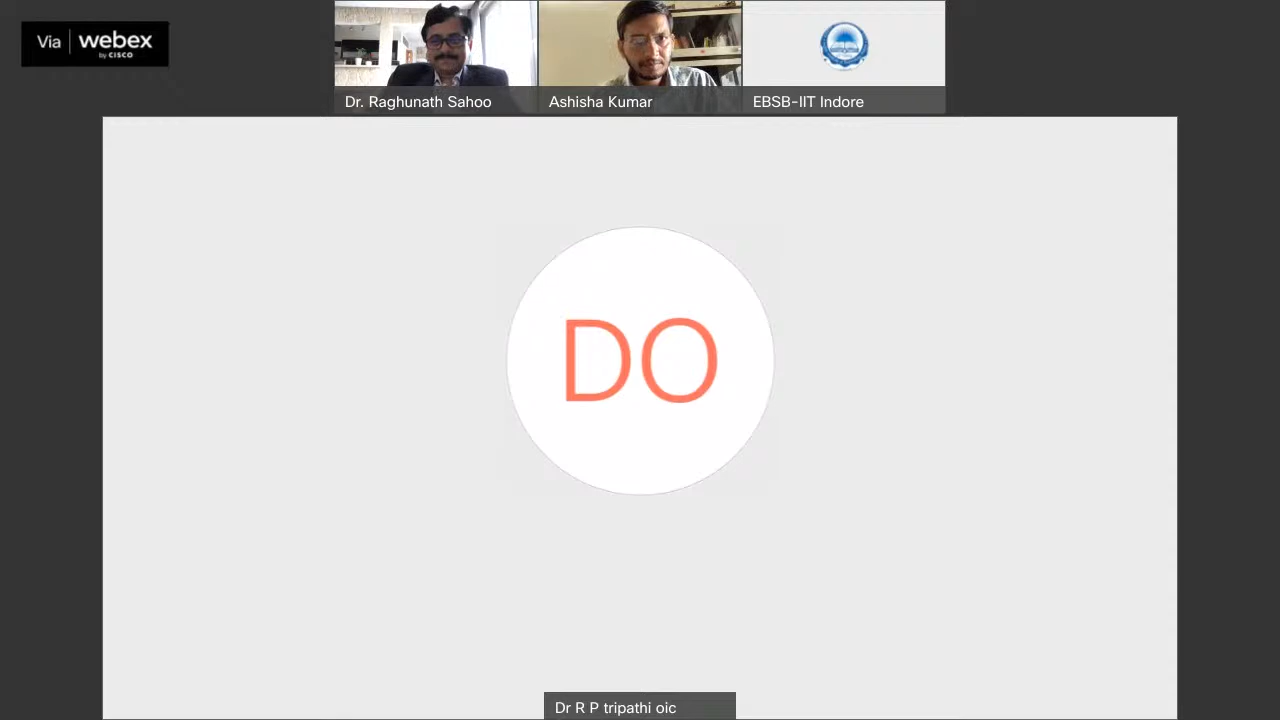 Via webex
by CISCO
Dr. Raghunath Sahoo
Ashisha Kumar
EBSB-IIT Indore
DO
Dr R P tripathi oic